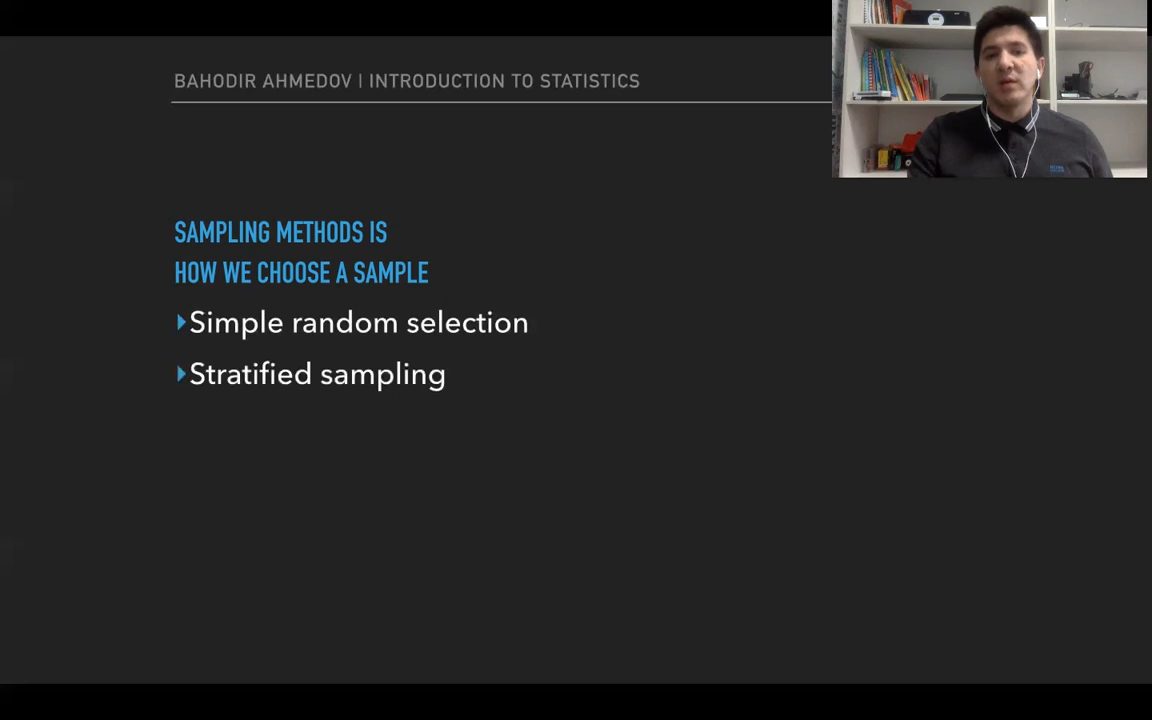 BAHODIR AHMEDOV | INTRODUCTION TO STATISTICS
SAMPLING METHODS IS
HOW WE CHOOSE A SAMPLE
Simple random selection
Stratified sampling